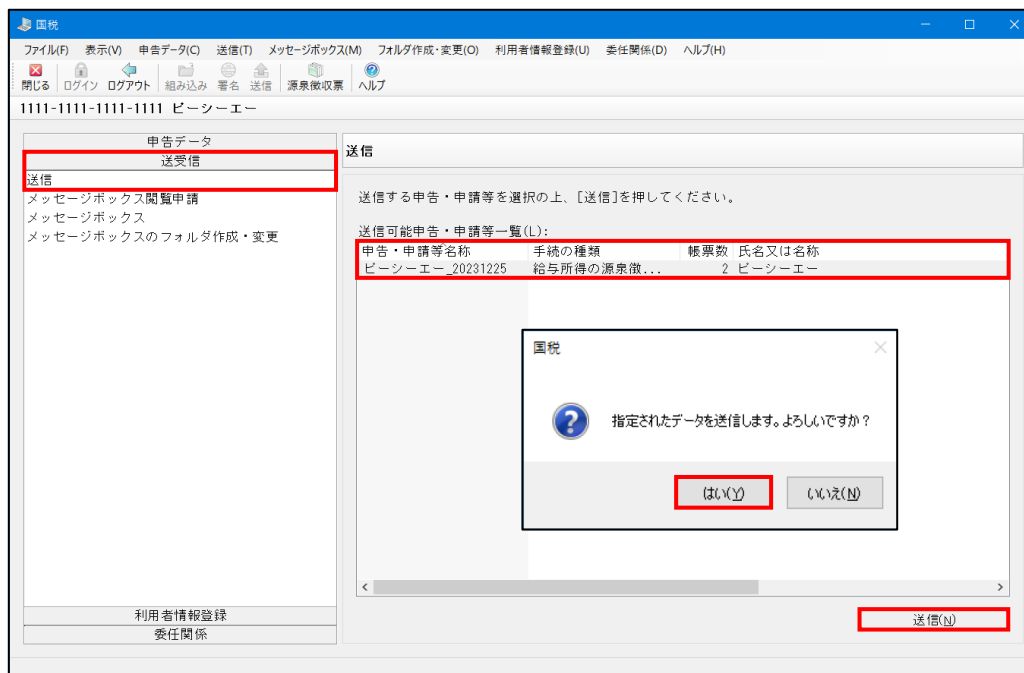 国税
ファイル(F) 表示(V) 申告データ(C) 送信(T) メッセージボックス(M) フォルダ作成・変更(O) 利用者情報登録(U) 委任関係(D) ヘルプ(H)
閉じる ログイン ログアウト 組み込み 署名 送信 源泉徴収票 ヘルプ
1111-1111-1111-1111 ピーシーエー
申告データ
送受信
送信
メッセージボックス閲覧申請
メッセージボックス
メッセージボックスのフォルダ作成・変更
利用者情報登録
委任関係
送信
送信する申告・申請等を選択の上、[送信]を押してください。
送信可能申告・申請等一覧(L):
申告・申請等名称 手続の種類 帳票数 氏名又は名称
ピーシーエー_20231225 給与所得の源泉徴... 2 ピーシーエー
国税
指定されたデータを送信します。よろしいですか？
はい(Y) いいえ(N)
送信(N)